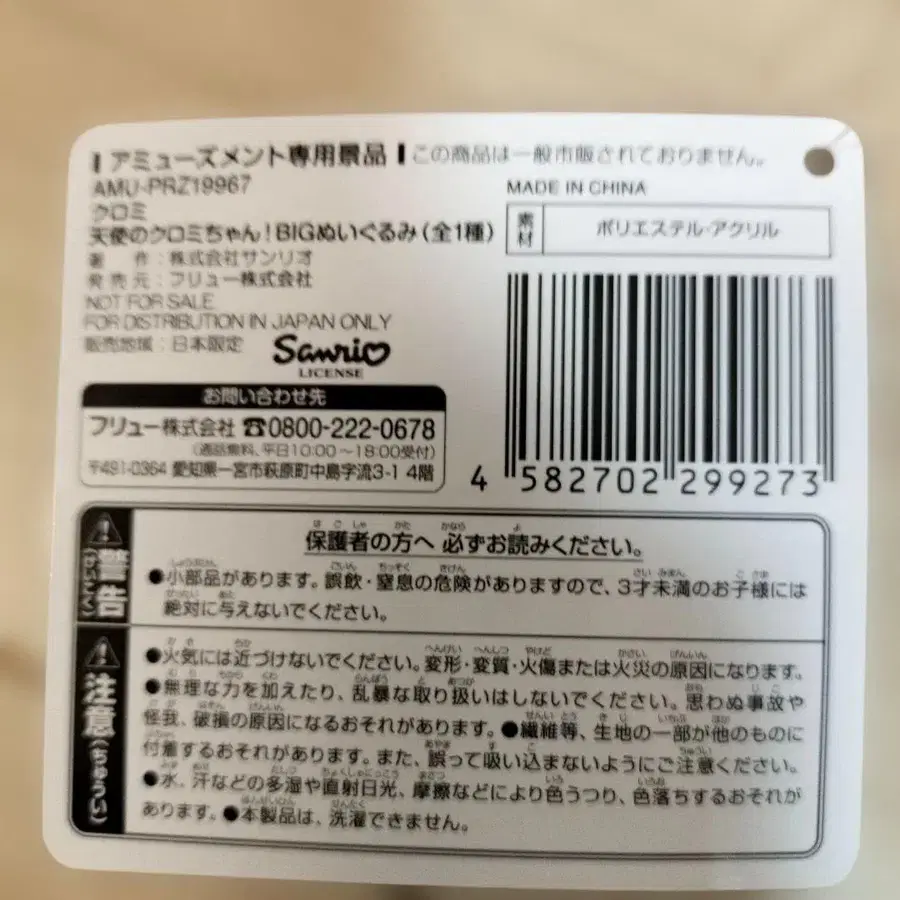 アミューズメント専用景品 この商品は一般市販されておりません。
AMU-PRZ19967
クロミ
天使のクロミちゃん!BIGぬいぐるみ(全1種)
著 作:株式会社サンリオ
発 売 元:フリュー株式会社
NOT FOR SALE
FOR DISTRIBUTION IN JAPAN ONLY
販売地域:日本限定
Sanrio
LICENSE
お問い合わせ先
フリュー株式会社 ☎0800-222-0678
(通話無料、平日10:00~18:00受付)
〒491-0364 愛知県一宮市萩原町中島字流3-1 4階
MADE IN CHINA
素材 ポリエステル・アクリル
4 582702 299273
警告(けいこく)
保護者の方へ 必ずお読みください。
●小部品があります。誤飲・窒息の危険がありますので、3才未満のお子様には
絶対に与えないでください。
注意(ちゅうい)
●火気には近づけないでください。変形・変質・火傷または火災の原因になります。
●無理な力を加えたり、乱暴な取り扱いはしないでください。思わぬ事故や
怪我、破損の原因になるおそれがあります。●繊維等、生地の一部が他のものに
付着するおそれがあります。また、誤って吸い込まないようにご注意ください。
●水、汗などの多湿や直射日光、摩擦などにより色うつり、色落ちするおそれが
あります。●本製品は、洗濯できません。